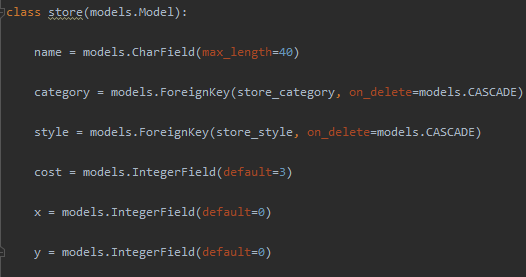 class store(models.Model):
name = models.CharField(max_length=40)
category = models.ForeignKey(store_category, on_delete=models.CASCADE)
style = models.ForeignKey(store_style, on_delete=models.CASCADE)
cost = models.IntegerField(default=3)
x = models.IntegerField(default=0)
y = models.IntegerField(default=0)